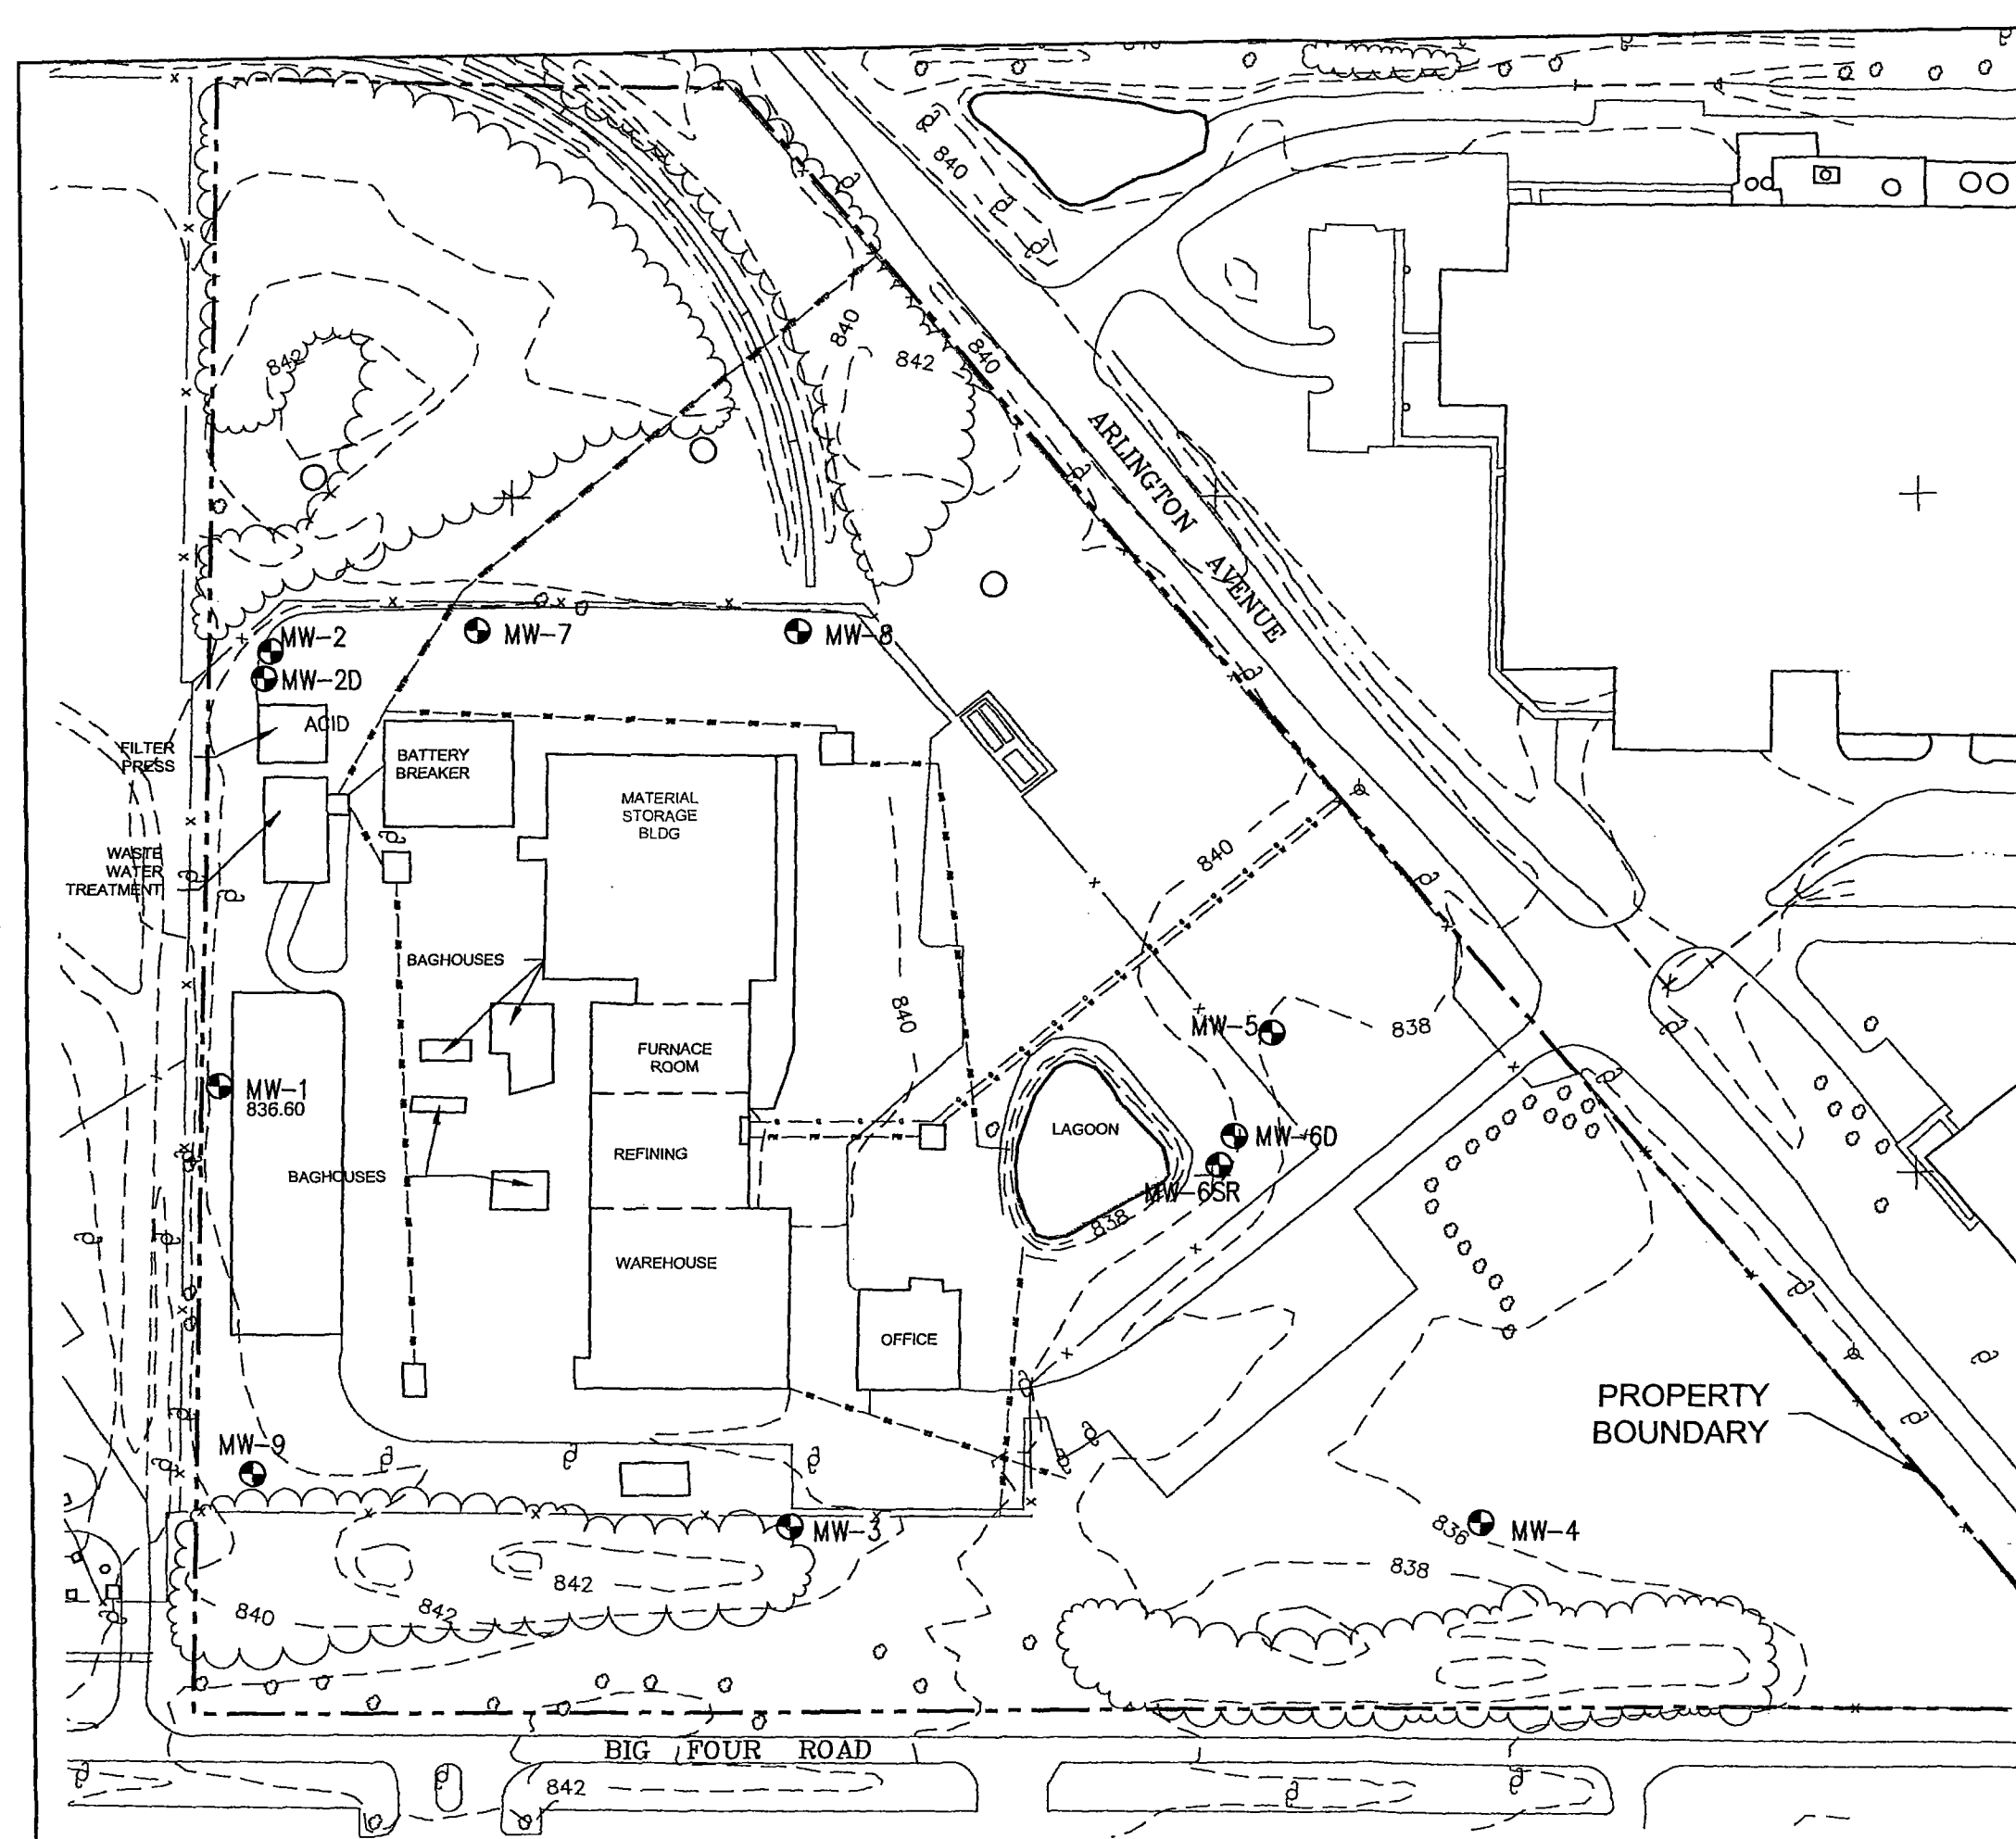 840
842
840
842
840
ARLINGTON AVENUE
MW-2
MW-7
MW-8
MW-2D
ACID
FILTER
PRESS
BATTERY
BREAKER
MATERIAL
STORAGE
BLDG
WASTE
WATER
TREATMENT
840
BAGHOUSES
840
MW-5
838
FURNACE
ROOM
MW-1
836.60
LAGOON
MW-6D
REFINING
BAGHOUSES
MW-6SR
838
WAREHOUSE
OFFICE
PROPERTY
BOUNDARY
MW-9
MW-3
836
MW-4
838
842
840
842
BIG FOUR ROAD
842